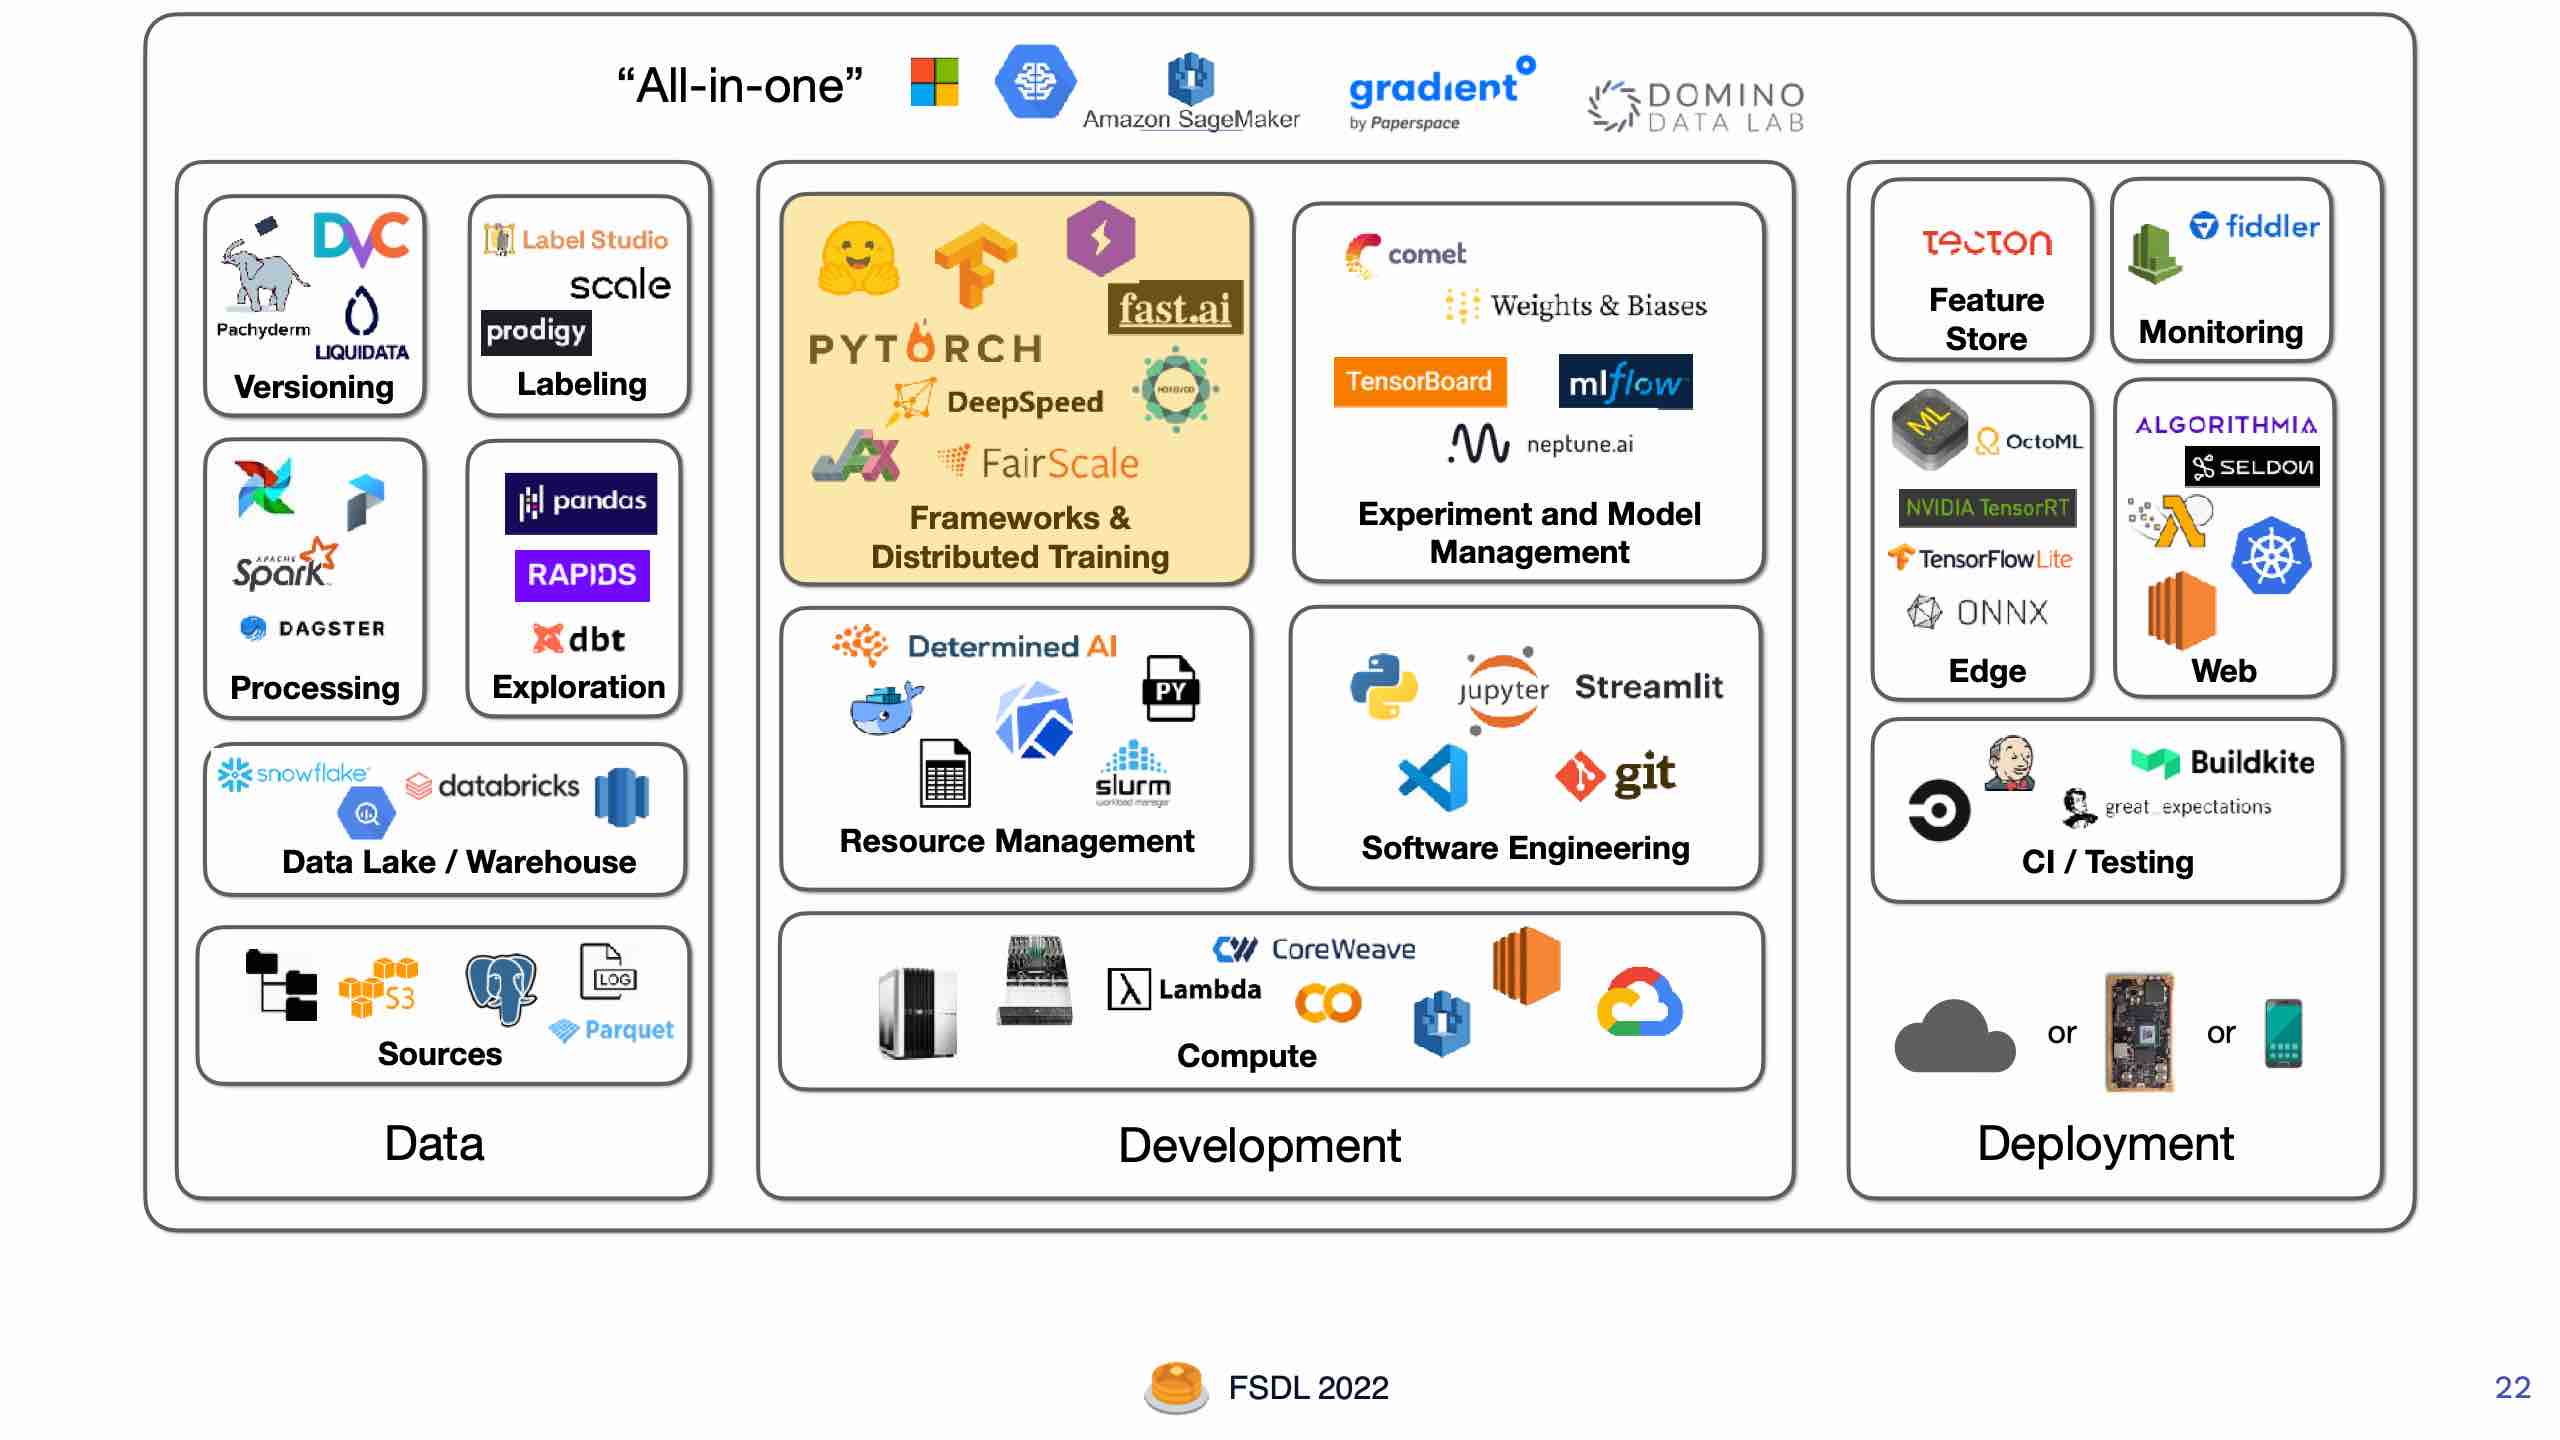 “All-in-one”
Amazon SageMaker
gradient
by Paperspace
DOMINO
DATA LAB
DVC
Pachyderm
LIQUIDATA
Versioning
Label Studio
scale
prodigy
Labeling
APACHE
Spark
DAGSTER
Processing
pandas
RAPIDS
dbt
Exploration
snowflake
databricks
Data Lake / Warehouse
S3
LOG
Parquet
Sources
Data
fast.ai
PYTORCH
HOROVOD
DeepSpeed
JAX
FairScale
Frameworks &
Distributed Training
comet
Weights & Biases
TensorBoard
mlflow
neptune.ai
Experiment and Model
Management
Determined AI
PY
slurm
workload manager
Resource Management
jupyter
Streamlit
git
Software Engineering
CoreWeave
Lambda
CO
Compute
Development
TECTON
Feature
Store
fiddler
Monitoring
ML
OctoML
NVIDIA TensorRT
TensorFlow Lite
ONNX
Edge
ALGORITHMIA
SELDON
Web
Buildkite
great_expectations
CI / Testing
or
or
Deployment
FSDL 2022
22